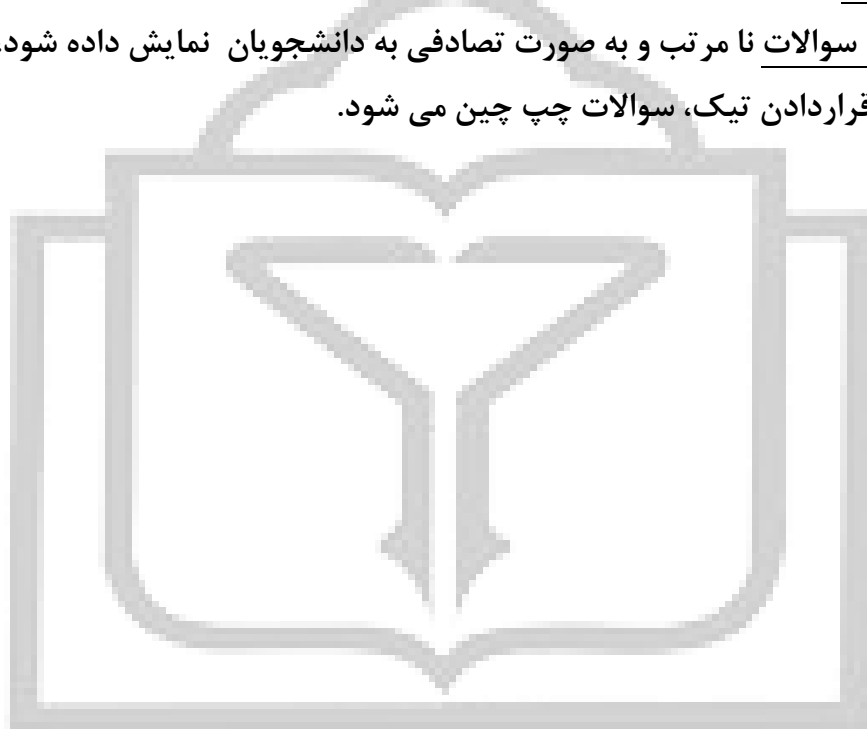 سوالات نا مرتب و به صورت تصادفی به دانشجویان نمایش داده شود.
قراردادن تیک، سوالات چپ چین می شود.